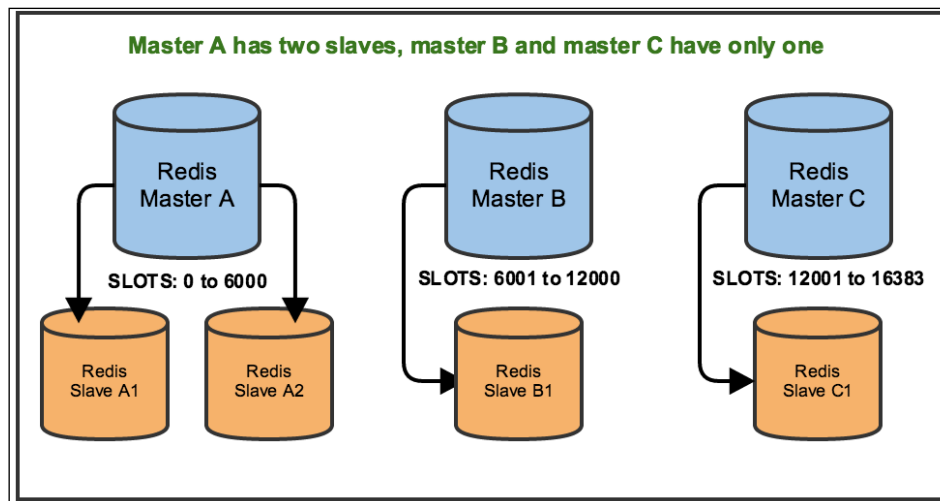 Master A has two slaves, master B and master C have only one
Redis
Master A
Redis
Master B
Redis
Master C
SLOTS: 0 to 6000
SLOTS: 6001 to 12000
SLOTS: 12001 to 16383
Redis
Slave A1
Redis
Slave A2
Redis
Slave B1
Redis
Slave C1